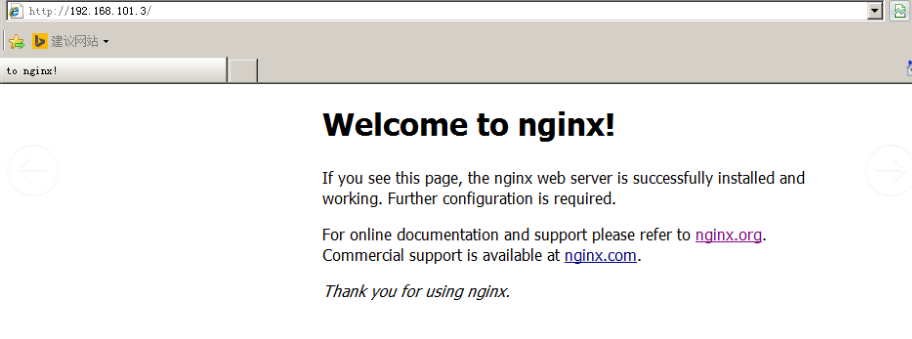 http://192.168.101.3/
建议网站
to nginx!
Welcome to nginx!
If you see this page, the nginx web server is successfully installed and
working. Further configuration is required.
For online documentation and support please refer to nginx.org.
Commercial support is available at nginx.com.
Thank you for using nginx.